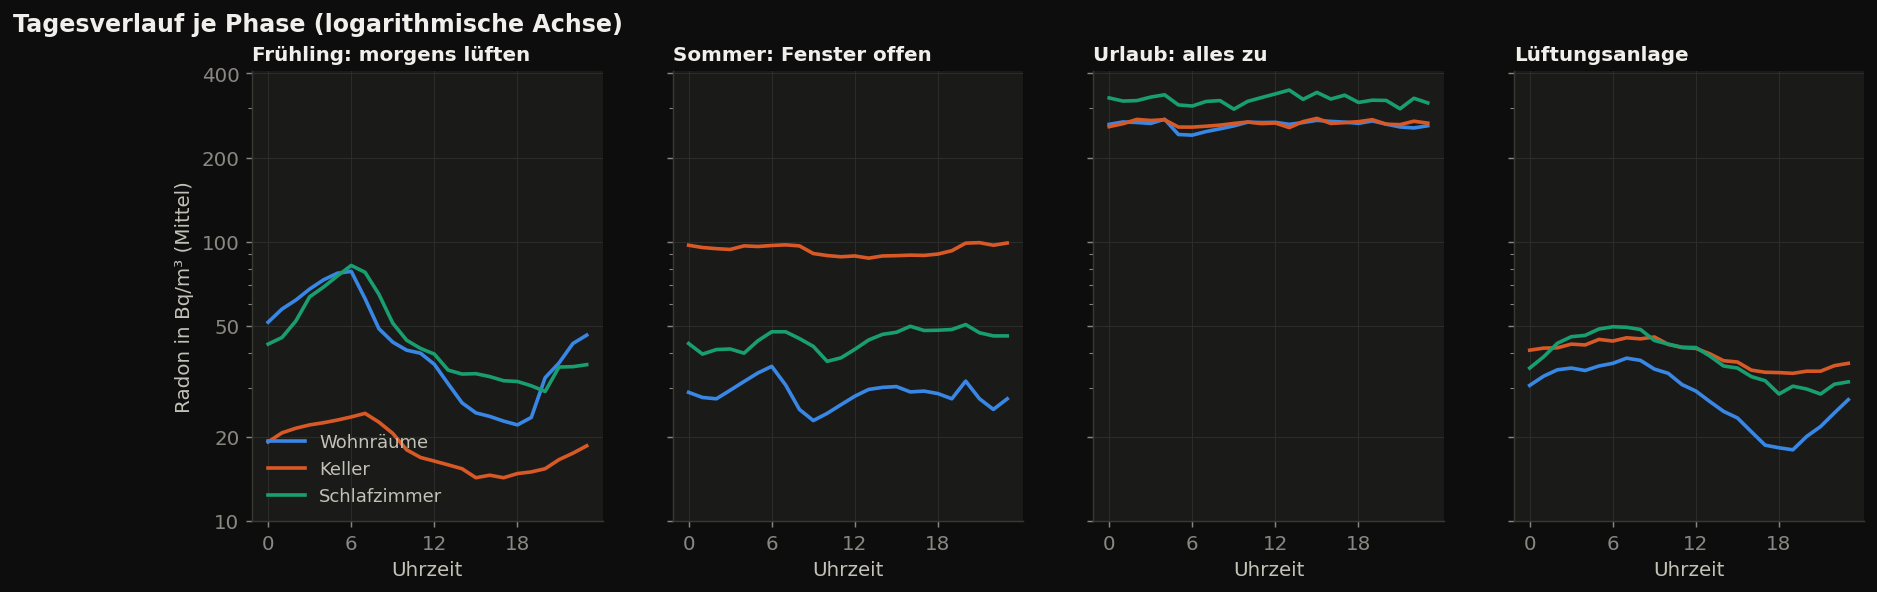 Tagesverlauf je Phase (logarithmische Achse)
Frühling: morgens lüften
Sommer: Fenster offen
Urlaub: alles zu
Lüftungsanlage
Radon in Bq/m³ (Mittel)
400
200
100
50
20
10
Wohnräume
Keller
Schlafzimmer
0 6 12 18
0 6 12 18
0 6 12 18
0 6 12 18
Uhrzeit
Uhrzeit
Uhrzeit
Uhrzeit